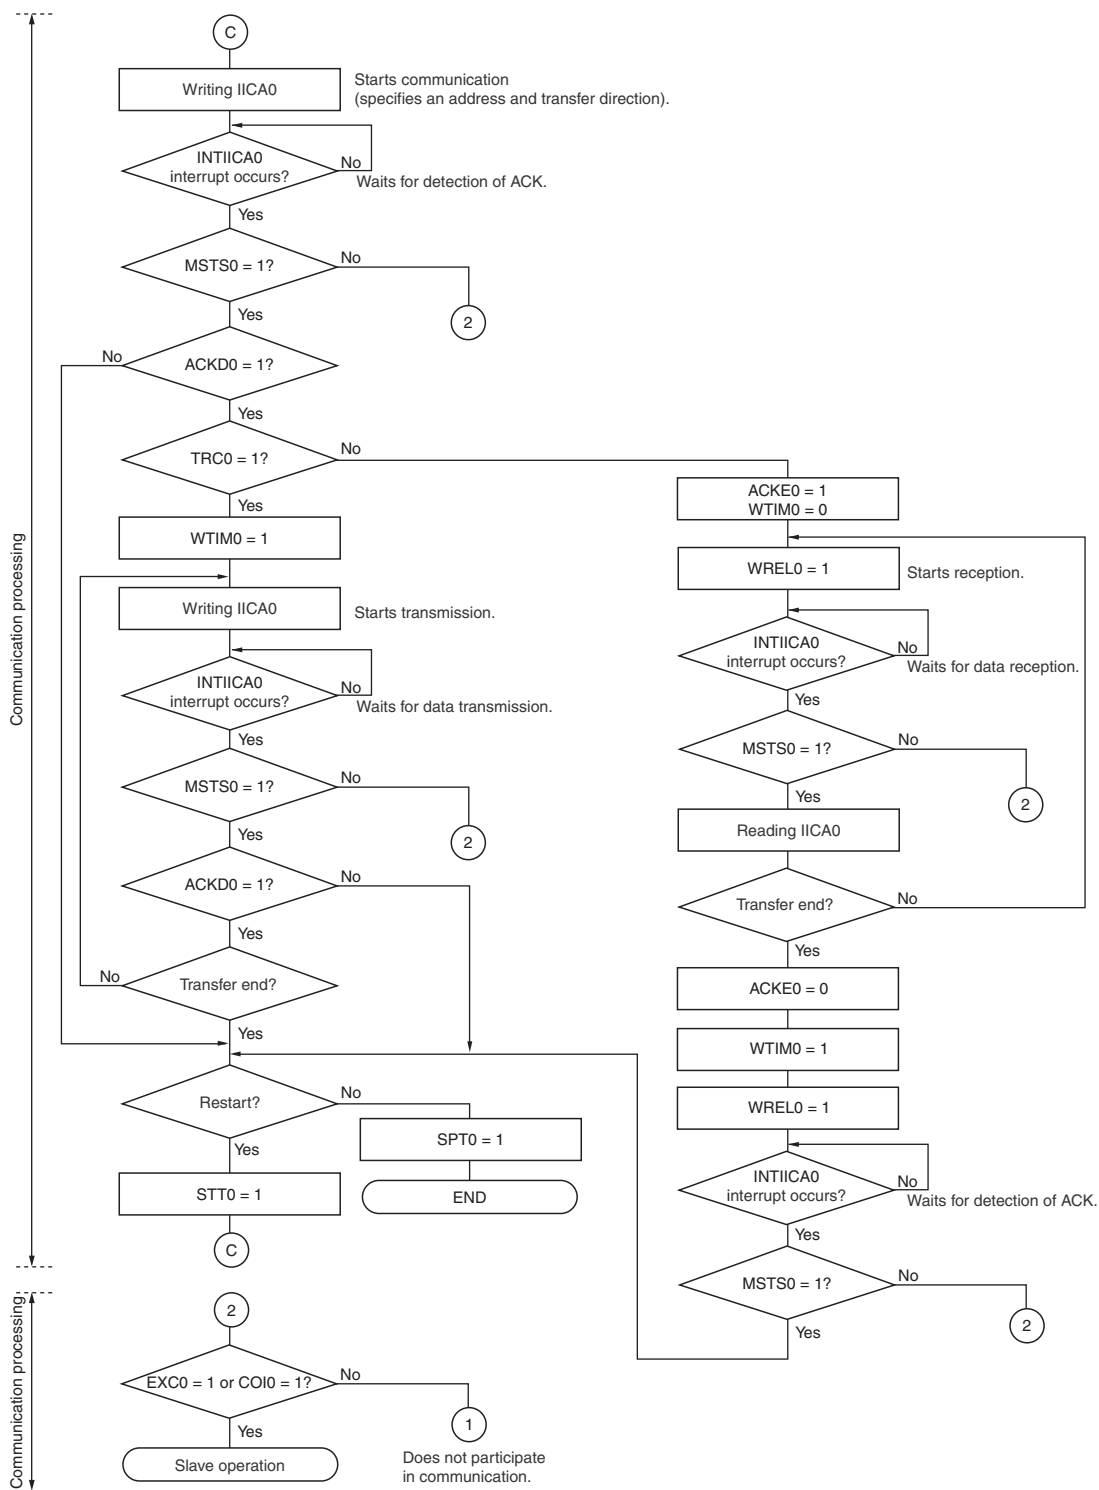 C
Writing IICA0
Starts communication
(specifies an address and transfer direction).
INTIICA0
interrupt occurs?
No
Waits for detection of ACK.
Yes
MSTS0 = 1?
No
2
Yes
ACKD0 = 1?
No
Yes
TRC0 = 1?
No
Yes
WTIM0 = 1
Writing IICA0
Starts transmission.
INTIICA0
interrupt occurs?
No
Waits for data transmission.
Yes
MSTS0 = 1?
No
2
Yes
ACKD0 = 1?
No
Yes
Transfer end?
No
Yes
Restart?
No
SPT0 = 1
END
Yes
STT0 = 1
C
ACKE0 = 1
WTIM0 = 0
WREL0 = 1
Starts reception.
INTIICA0
interrupt occurs?
No
Waits for data reception.
Yes
MSTS0 = 1?
No
2
Yes
Reading IICA0
Transfer end?
No
Yes
ACKE0 = 0
WTIM0 = 1
WREL0 = 1
INTIICA0
interrupt occurs?
No
Waits for detection of ACK.
Yes
MSTS0 = 1?
No
2
Yes
Communication processing
2
EXC0 = 1 or COI0 = 1?
No
1
Does not participate
in communication.
Yes
Slave operation
Communication processing